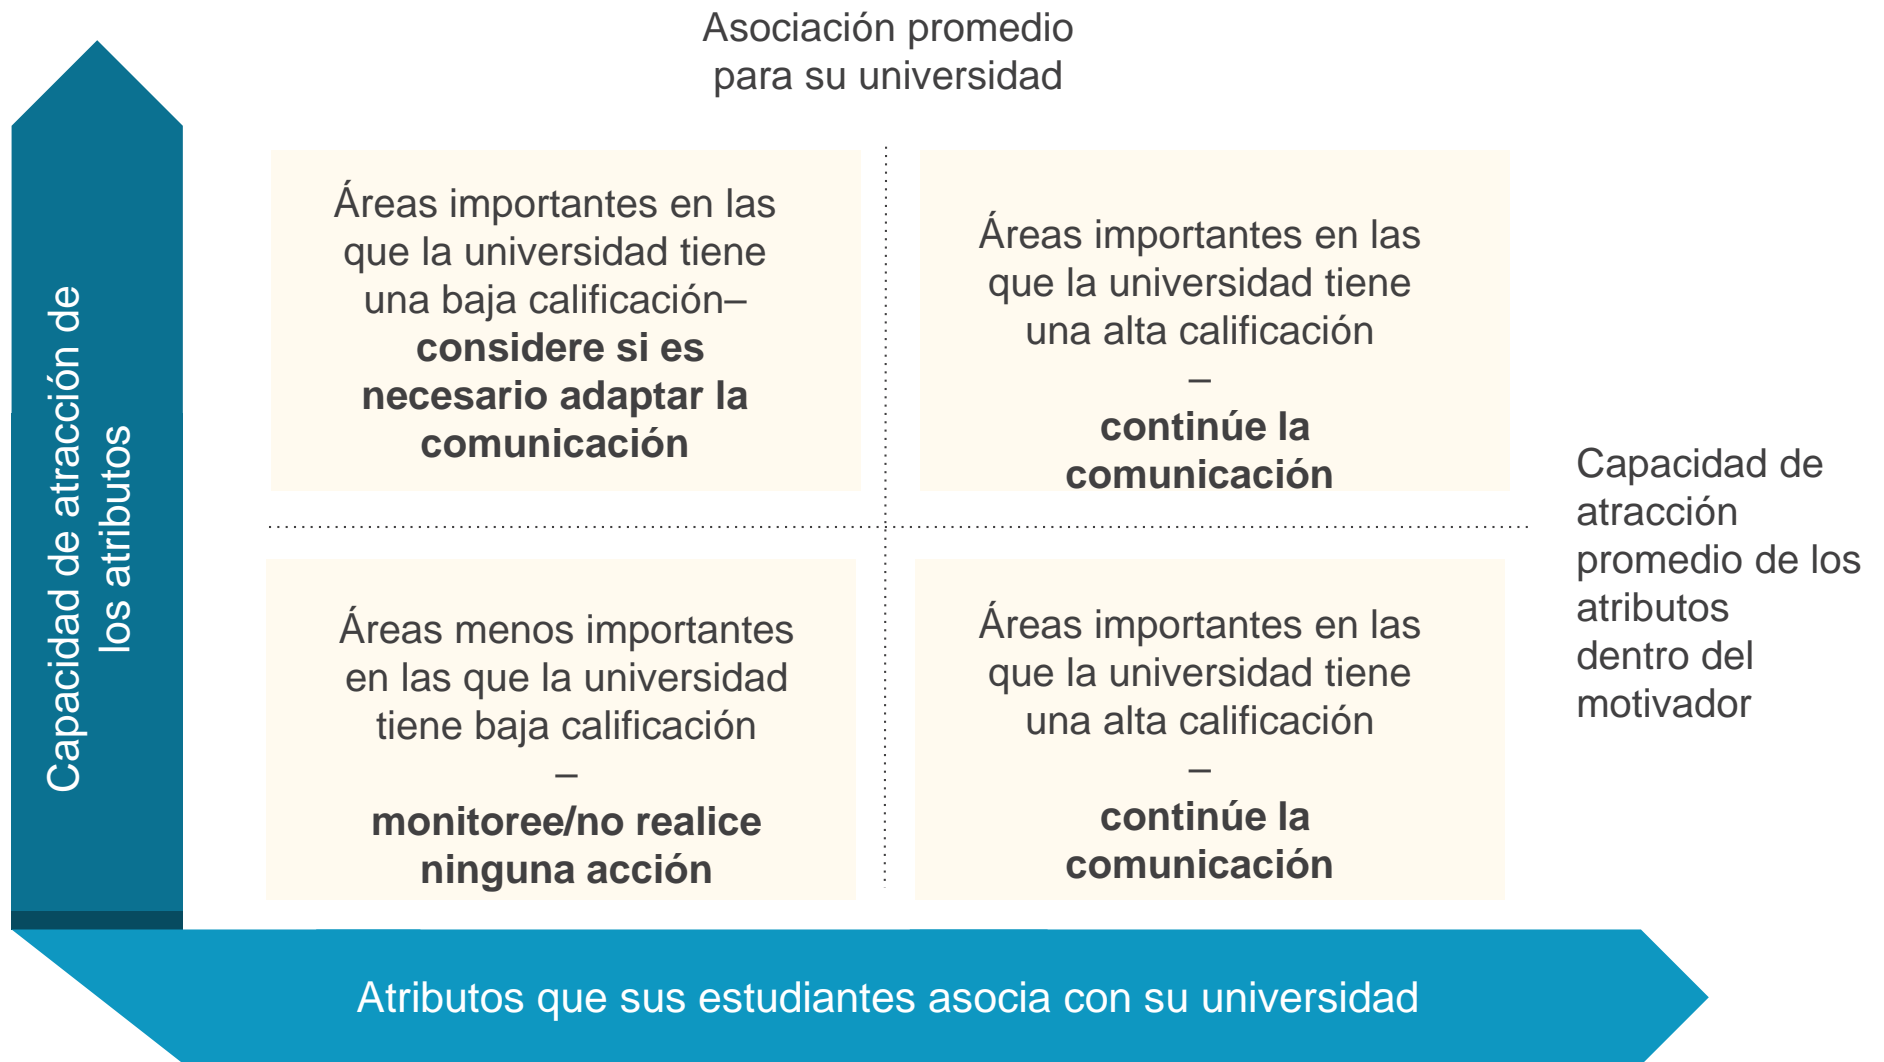 Asociación promedio
para su universidad
Capacidad de atracción de
los atributos
Áreas importantes en las
que la universidad tiene
una baja calificación–
considere si es
necesario adaptar la
comunicación
Áreas importantes en las
que la universidad tiene
una alta calificación
–
continúe la
comunicación
Capacidad de
atracción
promedio de los
atributos
dentro del
motivador
Áreas menos importantes
en las que la universidad
tiene baja calificación
–
monitoree/no realice
ninguna acción
Áreas importantes en las
que la universidad tiene
una alta calificación
–
continúe la
comunicación
Atributos que sus estudiantes asocia con su universidad